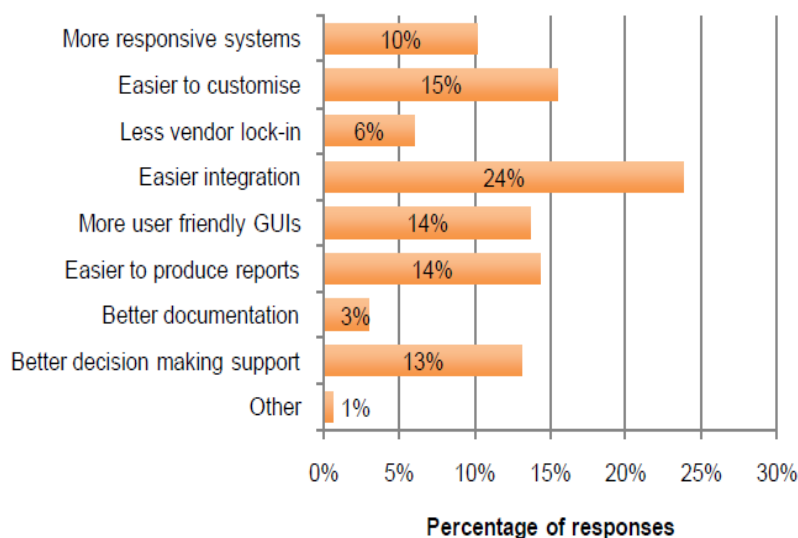 More responsive systems 10%
Easier to customise 15%
Less vendor lock-in 6%
Easier integration 24%
More user friendly GUIs 14%
Easier to produce reports 14%
Better documentation 3%
Better decision making support 13%
Other 1%
0% 5% 10% 15% 20% 25% 30%
Percentage of responses